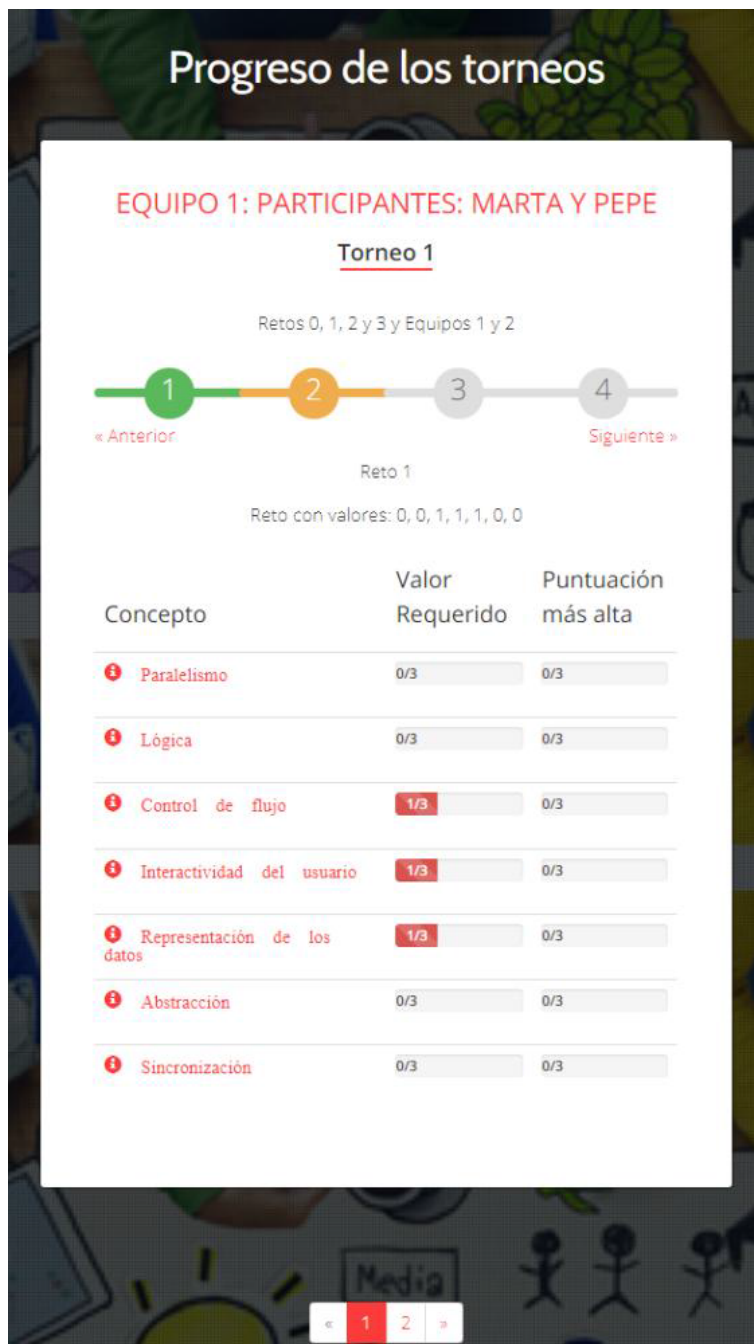 Progreso de los torneos
EQUIPO 1: PARTICIPANTES: MARTA Y PEPE
Torneo 1
Retos 0, 1, 2 y 3 y Equipos 1 y 2
1 2 3 4
« Anterior Siguiente »
Reto 1
Reto con valores: 0, 0, 1, 1, 1, 0, 0
Valor Puntuación
Concepto Requerido más alta
Paralelismo 0/3 0/3
Lógica 0/3 0/3
Control de flujo 1/3 0/3
Interactividad del usuario 1/3 0/3
Representación de los 1/3 0/3
datos
Abstracción 0/3 0/3
Sincronización 0/3 0/3
Media
« 1 2 »